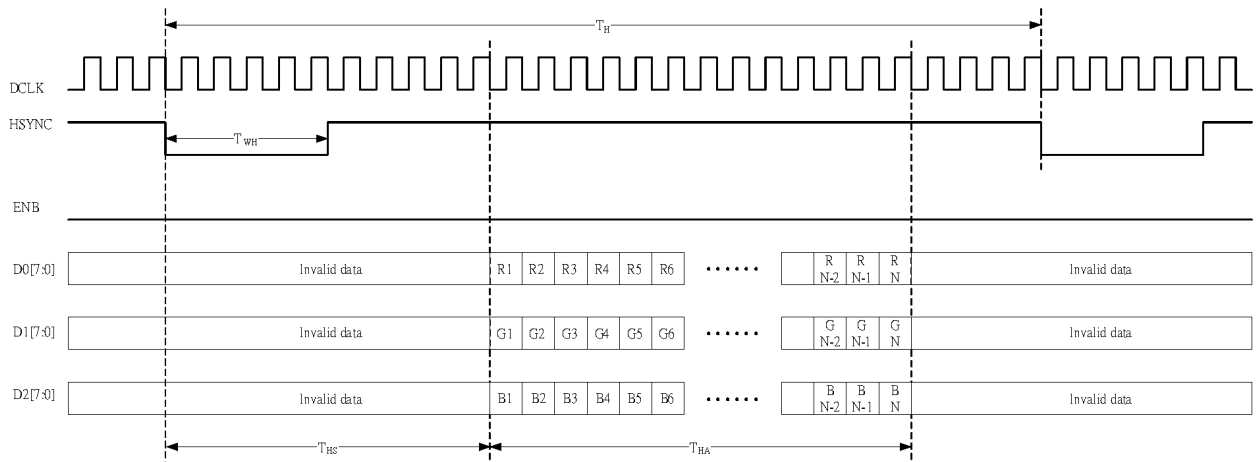 TH
DCLK
HSYNC
TWH
ENB
D0[7:0]
Invalid data
R1 R2 R3 R4 R5 R6 ······ R N-2 R N-1 R N
Invalid data
D1[7:0]
Invalid data
G1 G2 G3 G4 G5 G6 ······ G N-2 G N-1 G N
Invalid data
D2[7:0]
Invalid data
B1 B2 B3 B4 B5 B6 ······ B N-2 B N-1 B N
Invalid data
THS
THA